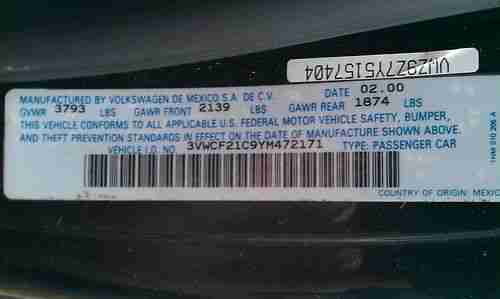 VWZ9Z7Y5157404
MANUFACTURED BY VOLKSWAGEN DE MEXICO S.A. DE C.V. DATE 02.00
GVWR 3793 LBS GAWR FRONT 2139 LBS GAWR REAR 1874 LBS
THIS VEHICLE CONFORMS TO ALL APPLICABLE U.S. FEDERAL MOTOR VEHICLE SAFETY, BUMPER,
AND THEFT PREVENTION STANDARDS IN EFFECT ON THE DATE OF MANUFACTURE SHOWN ABOVE.
VEHICLE I.D. NO. 3VWCF21C9YM472171 TYPE: PASSENGER CAR
COUNTRY OF ORIGIN: MEXIC